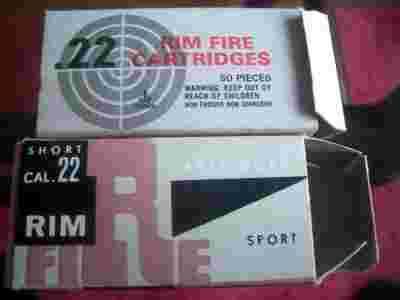 .22 RIM FIRE
CARTRIDGES
50 PIECES
WARNING: KEEP OUT OF
REACH OF CHILDREN
SHORT
CAL. 22
RIM
FIRE
SPORT